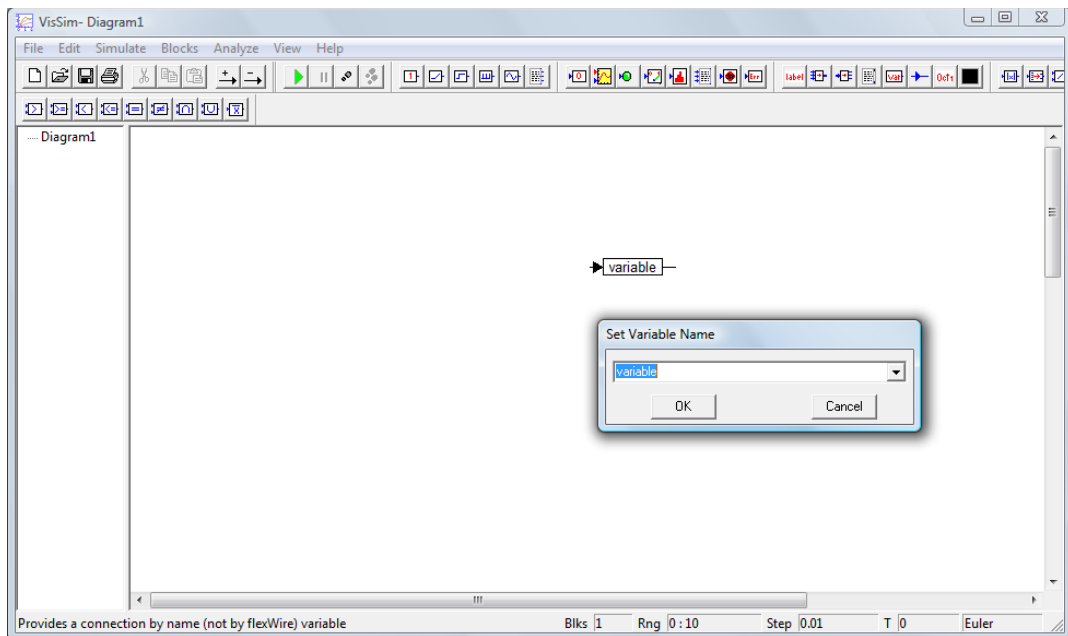 VisSim- Diagram1
File Edit Simulate Blocks Analyze View Help
label var
Diagram1
variable
Set Variable Name
variable
OK Cancel
Provides a connection by name (not by flexWire) variable Blks 1 Rng 0 : 10 Step 0.01 T 0 Euler